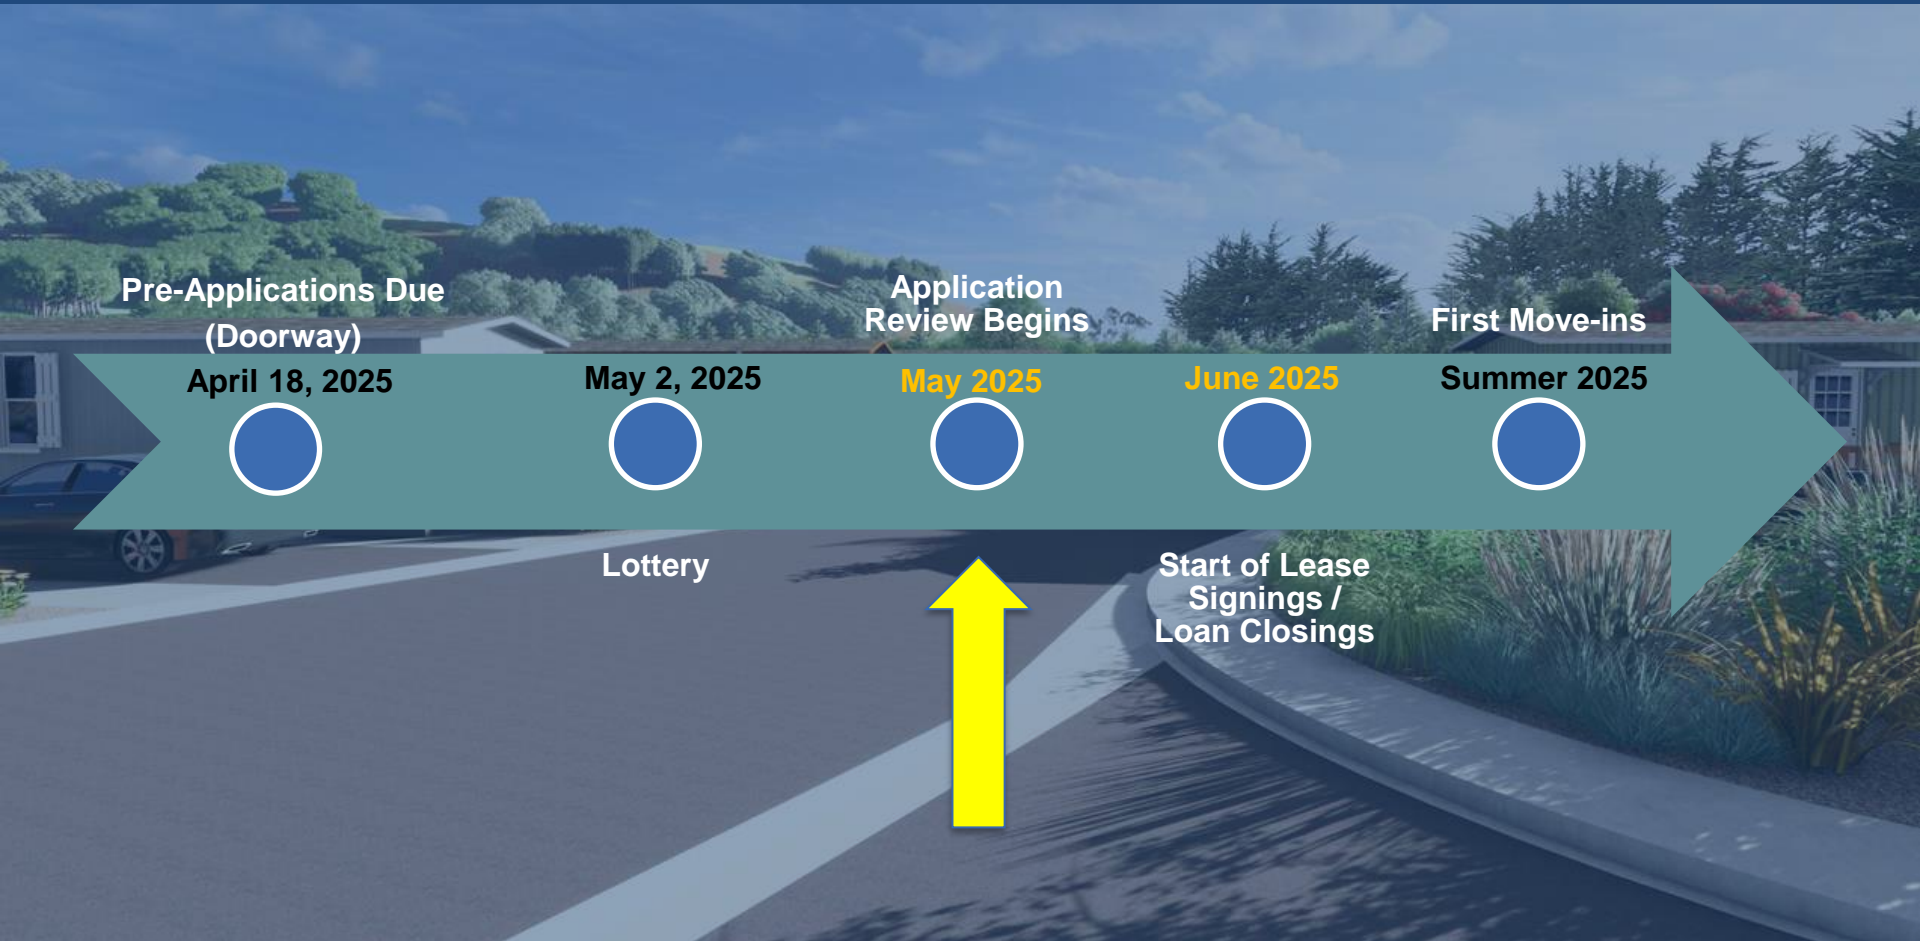 Pre-Applications Due
(Doorway)
April 18, 2025
May 2, 2025
Lottery
Application
Review Begins
May 2025
June 2025
Start of Lease
Signings /
Loan Closings
First Move-ins
Summer 2025